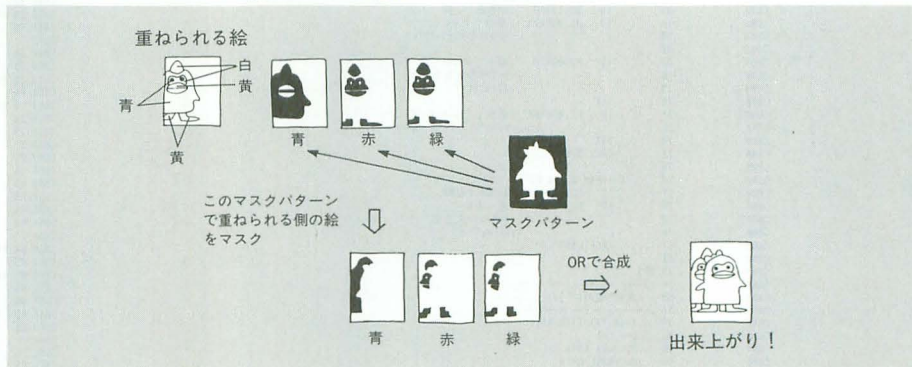 重ねられる絵
白
黄
青
黄
青
赤
緑
マスクパターン
このマスクパターン
で重ねられる側の絵
をマスク
ORで合成
青
赤
緑
出来上がり!